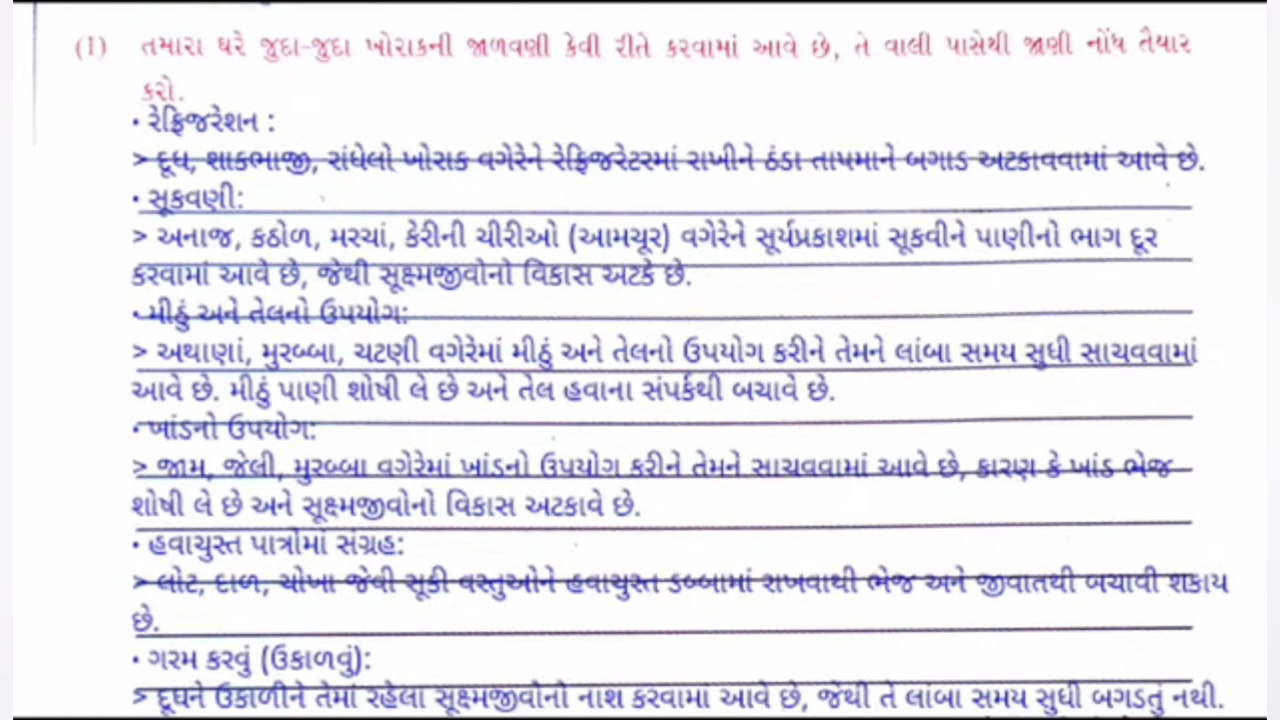 (1) તમારા ઘરે જુદા-જુદા ખોરાકની જાળવણી કેવી રીતે કરવામાં આવે છે, તે વાલી પાસેથી જાણી નોંધ તૈયાર
કરો.
• રેફ્રિજરેશન :
> દૂધ, શાકભાજી, રાંધેલો ખોરાક વગેરેને રેફ્રિજરેટરમાં રાખીને ઠંડા તાપમાને બગાડ અટકાવવામાં આવે છે.
• સૂકવણી:
> અનાજ, કઠોળ, મરચાં, કેરીની ચીરીઓ (આમચૂર) વગેરેને સૂર્યપ્રકાશમાં સૂકવીને પાણીનો ભાગ દૂર
કરવામાં આવે છે, જેથી સૂક્ષ્મજીવોનો વિકાસ અટકે છે.
• મીઠું અને તેલનો ઉપયોગ:
> અથાણાં, મુરબ્બા, ચટણી વગેરેમાં મીઠું અને તેલનો ઉપયોગ કરીને તેમને લાંબા સમય સુધી સાચવવામાં
આવે છે. મીઠું પાણી શોષી લે છે અને તેલ હવાના સંપર્કથી બચાવે છે.
• ખાંડનો ઉપયોગ:
> જામ, જેલી, મુરબ્બા વગેરેમાં ખાંડનો ઉપયોગ કરીને તેમને સાચવવામાં આવે છે, કારણ કે ખાંડ ભેજ
શોષી લે છે અને સૂક્ષ્મજીવોનો વિકાસ અટકાવે છે.
• હવાચુસ્ત પાત્રોમાં સંગ્રહ:
> લોટ, દાળ, ચોખા જેવી સૂકી વસ્તુઓને હવાચુસ્ત ડબ્બામાં રાખવાથી ભેજ અને જીવાતથી બચાવી શકાય
છે.
• ગરમ કરવું (ઉકાળવું):
> દૂધને ઉકાળીને તેમાં રહેલા સૂક્ષ્મજીવોનો નાશ કરવામાં આવે છે, જેથી તે લાંબા સમય સુધી બગડતું નથી.